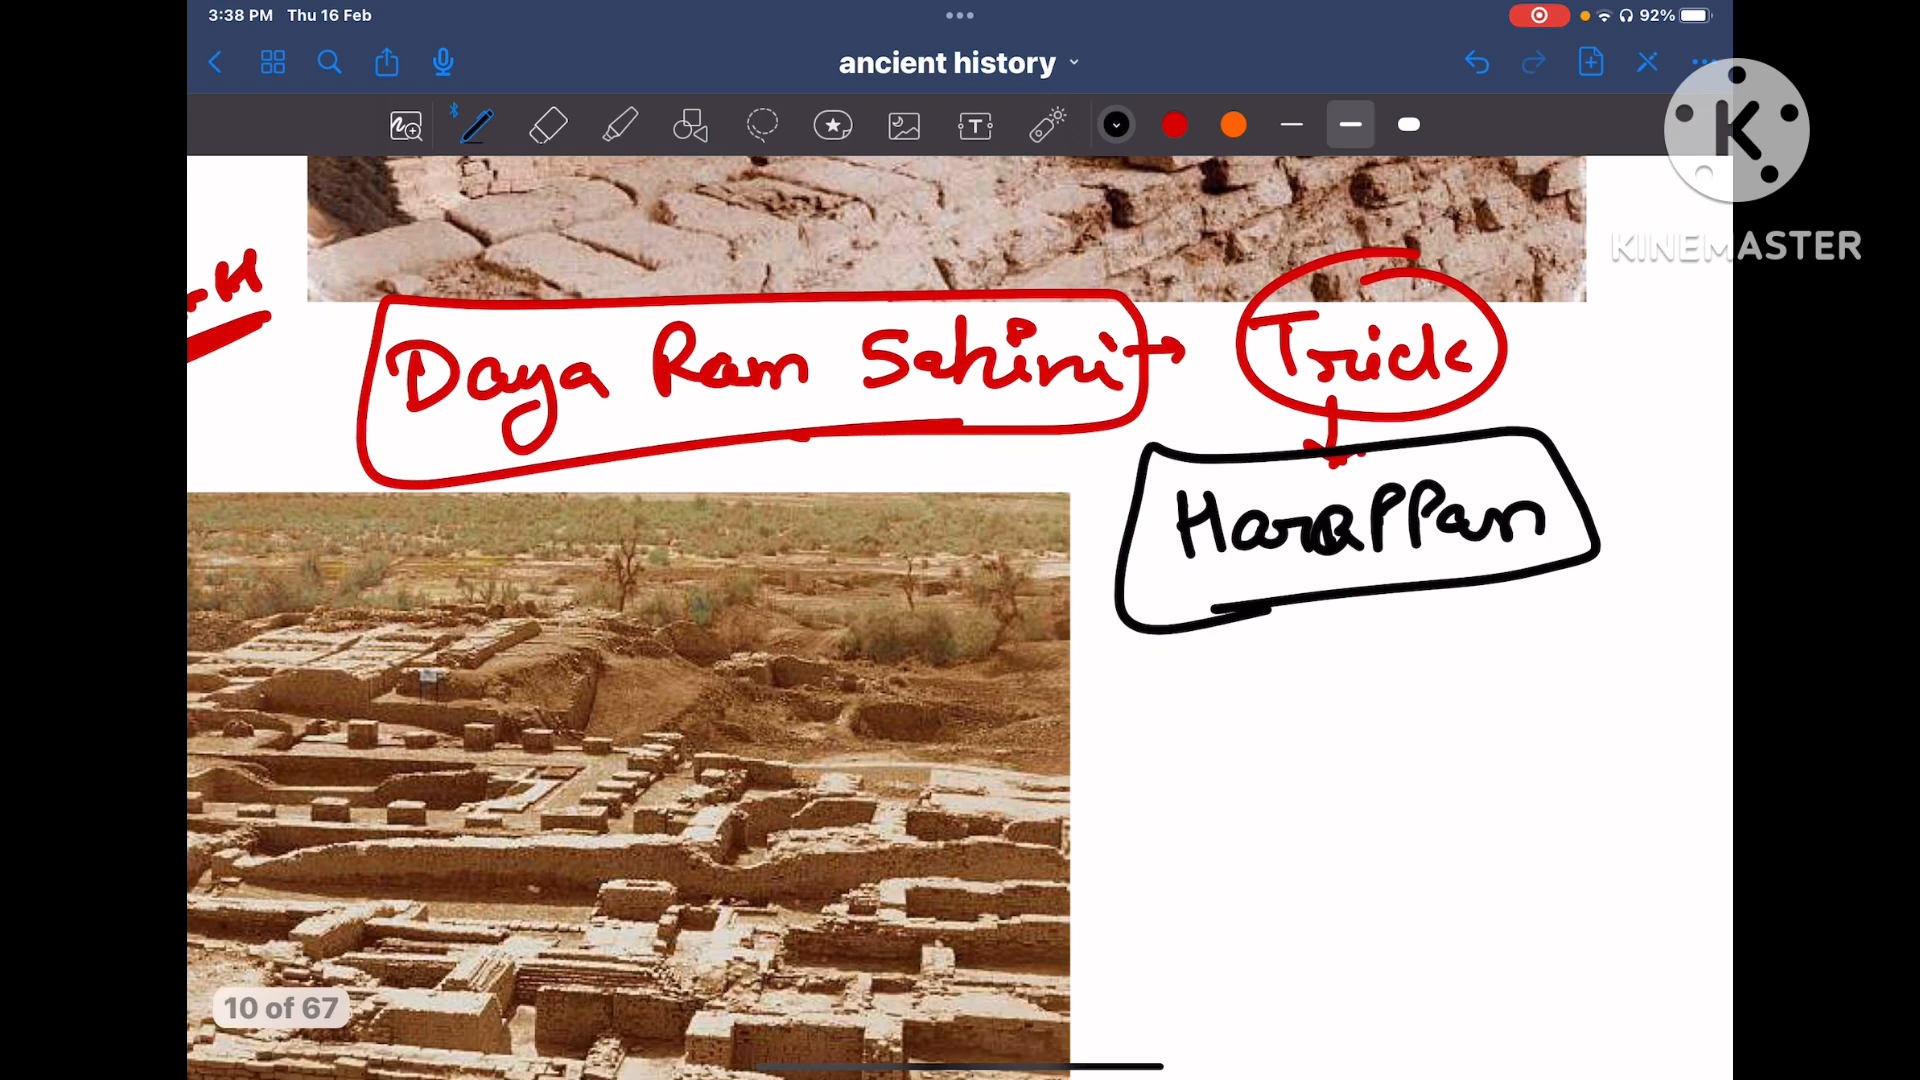 3:38 PM Thu 16 Feb
92%
ancient history
T
K
KINEMASTER
Daya Ram Sahini
Trick
HaraPPan
10 of 67